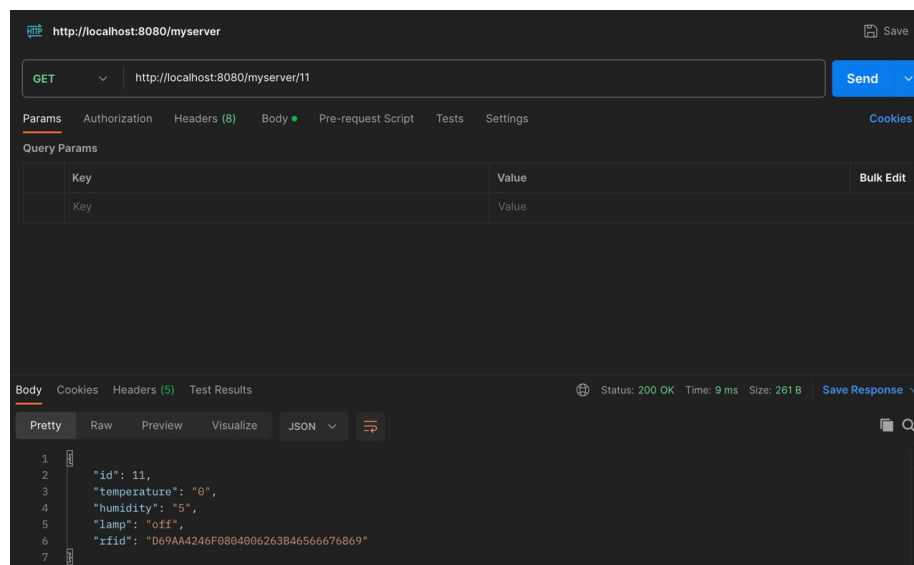 HTTP http://localhost:8080/myserver Save
GET http://localhost:8080/myserver/11 Send
Params Authorization Headers (8) Body Pre-request Script Tests Settings Cookies
Query Params
Key Value Bulk Edit
Key Value
Body Cookies Headers (5) Test Results Status: 200 OK Time: 9 ms Size: 261 B Save Response
Pretty Raw Preview Visualize JSON
1 {
2 "id": 11,
3 "temperature": "0",
4 "humidity": "5",
5 "lamp": "off",
6 "rfid": "D69AA4246F0804006263B46566676869"
7 }